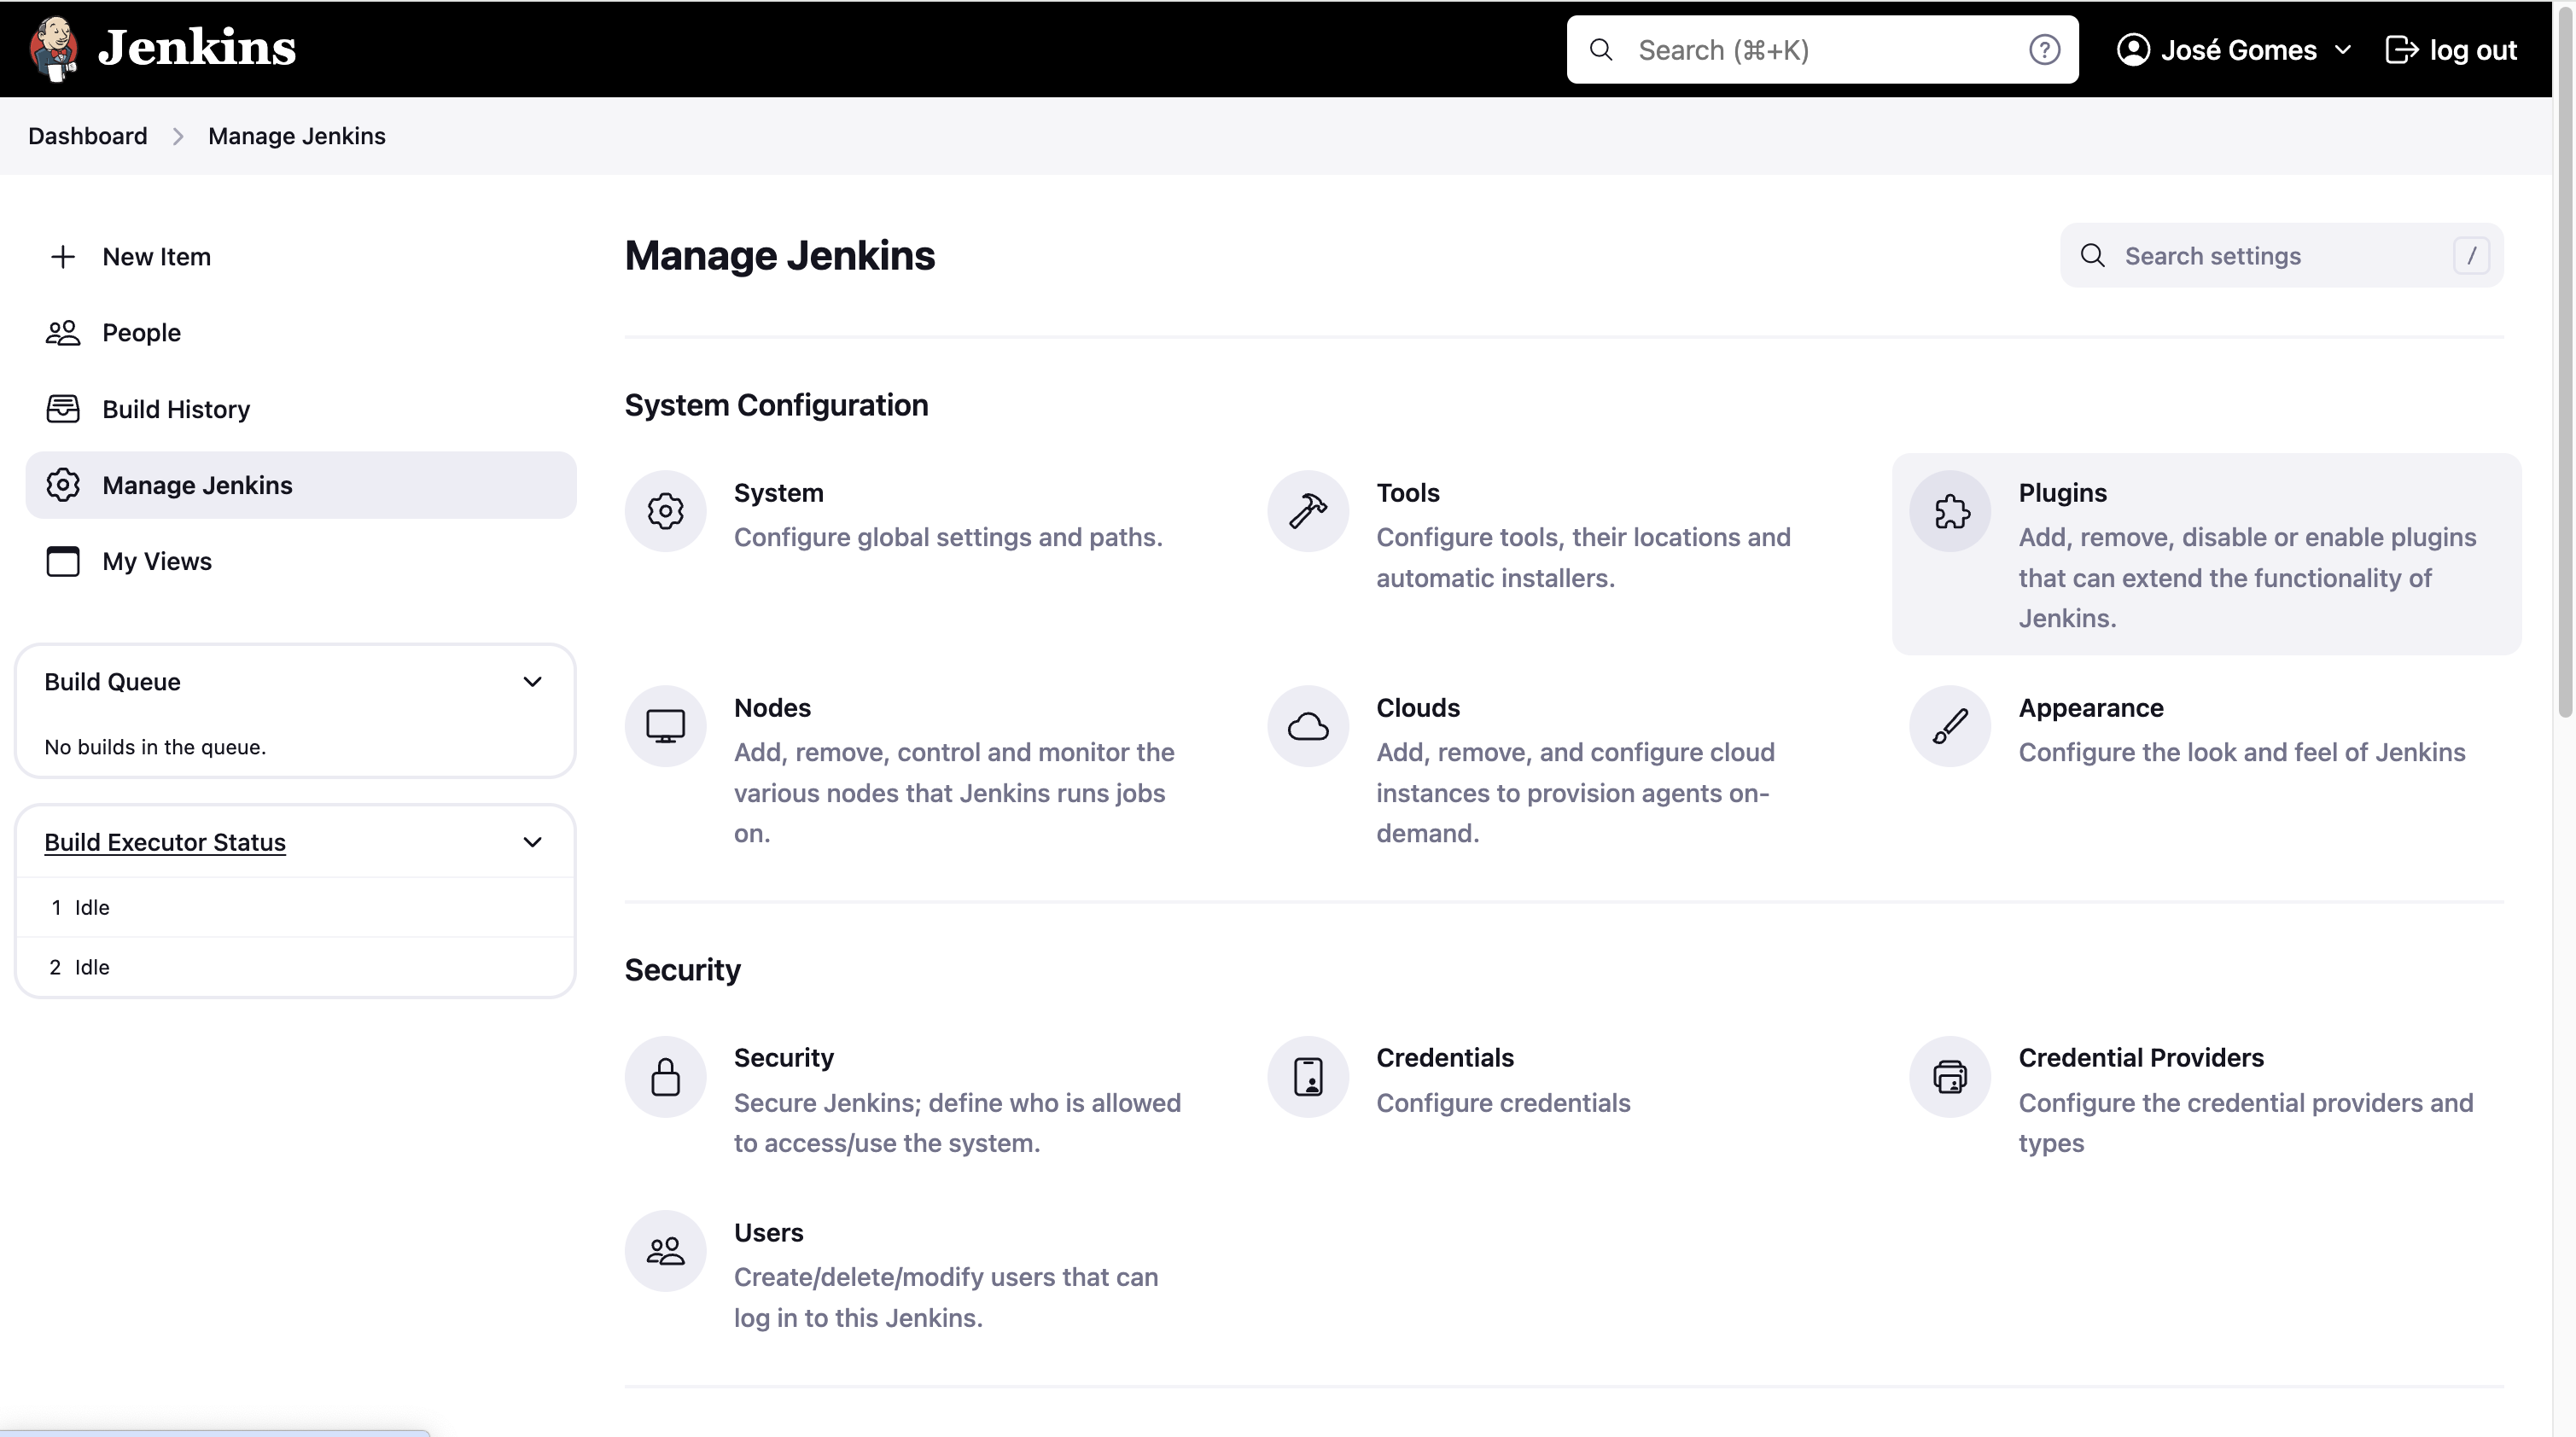 Jenkins
Search (⌘+K)
?
José Gomes
log out
Dashboard
Manage Jenkins
New Item
People
Build History
Manage Jenkins
My Views
Build Queue
No builds in the queue.
Build Executor Status
1 Idle
2 Idle
Manage Jenkins
Search settings
/
System Configuration
System
Configure global settings and paths.
Tools
Configure tools, their locations and
automatic installers.
Plugins
Add, remove, disable or enable plugins
that can extend the functionality of
Jenkins.
Nodes
Add, remove, control and monitor the
various nodes that Jenkins runs jobs
on.
Clouds
Add, remove, and configure cloud
instances to provision agents on-
demand.
Appearance
Configure the look and feel of Jenkins
Security
Security
Secure Jenkins; define who is allowed
to access/use the system.
Credentials
Configure credentials
Credential Providers
Configure the credential providers and
types
Users
Create/delete/modify users that can
log in to this Jenkins.